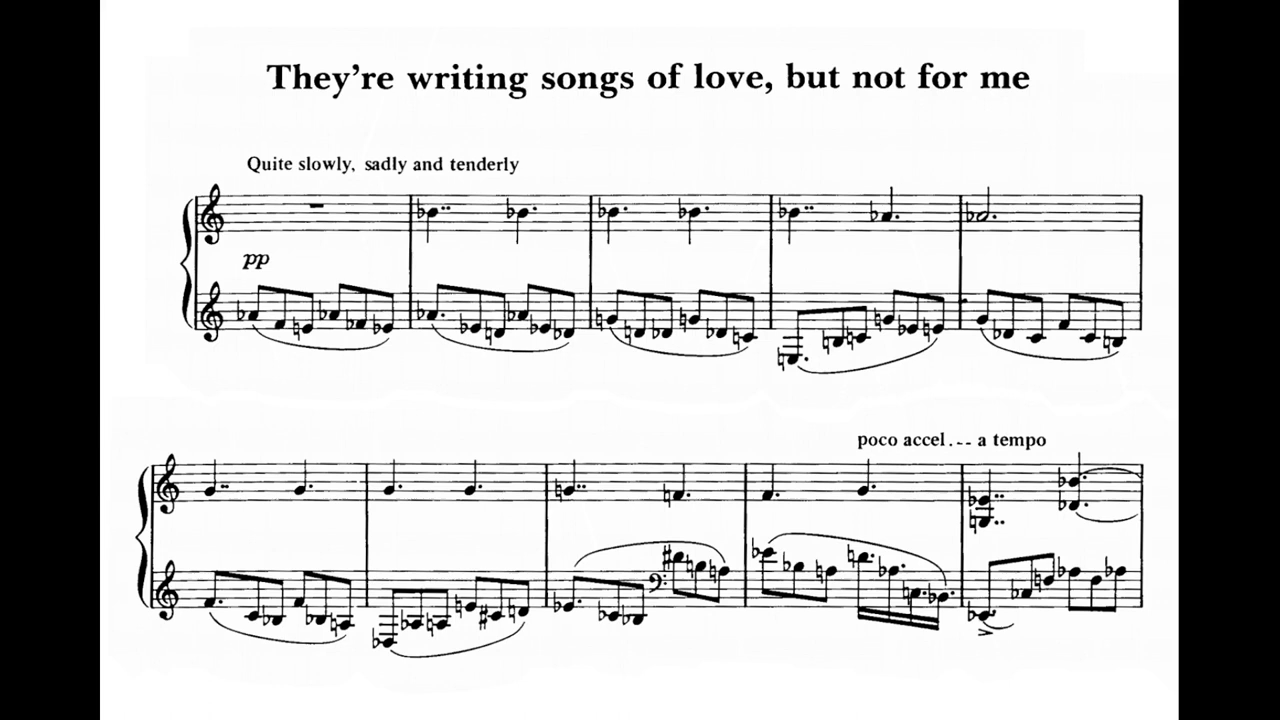 They're writing songs of love, but not for me
Quite slowly, sadly and tenderly
pp
poco accel... a tempo